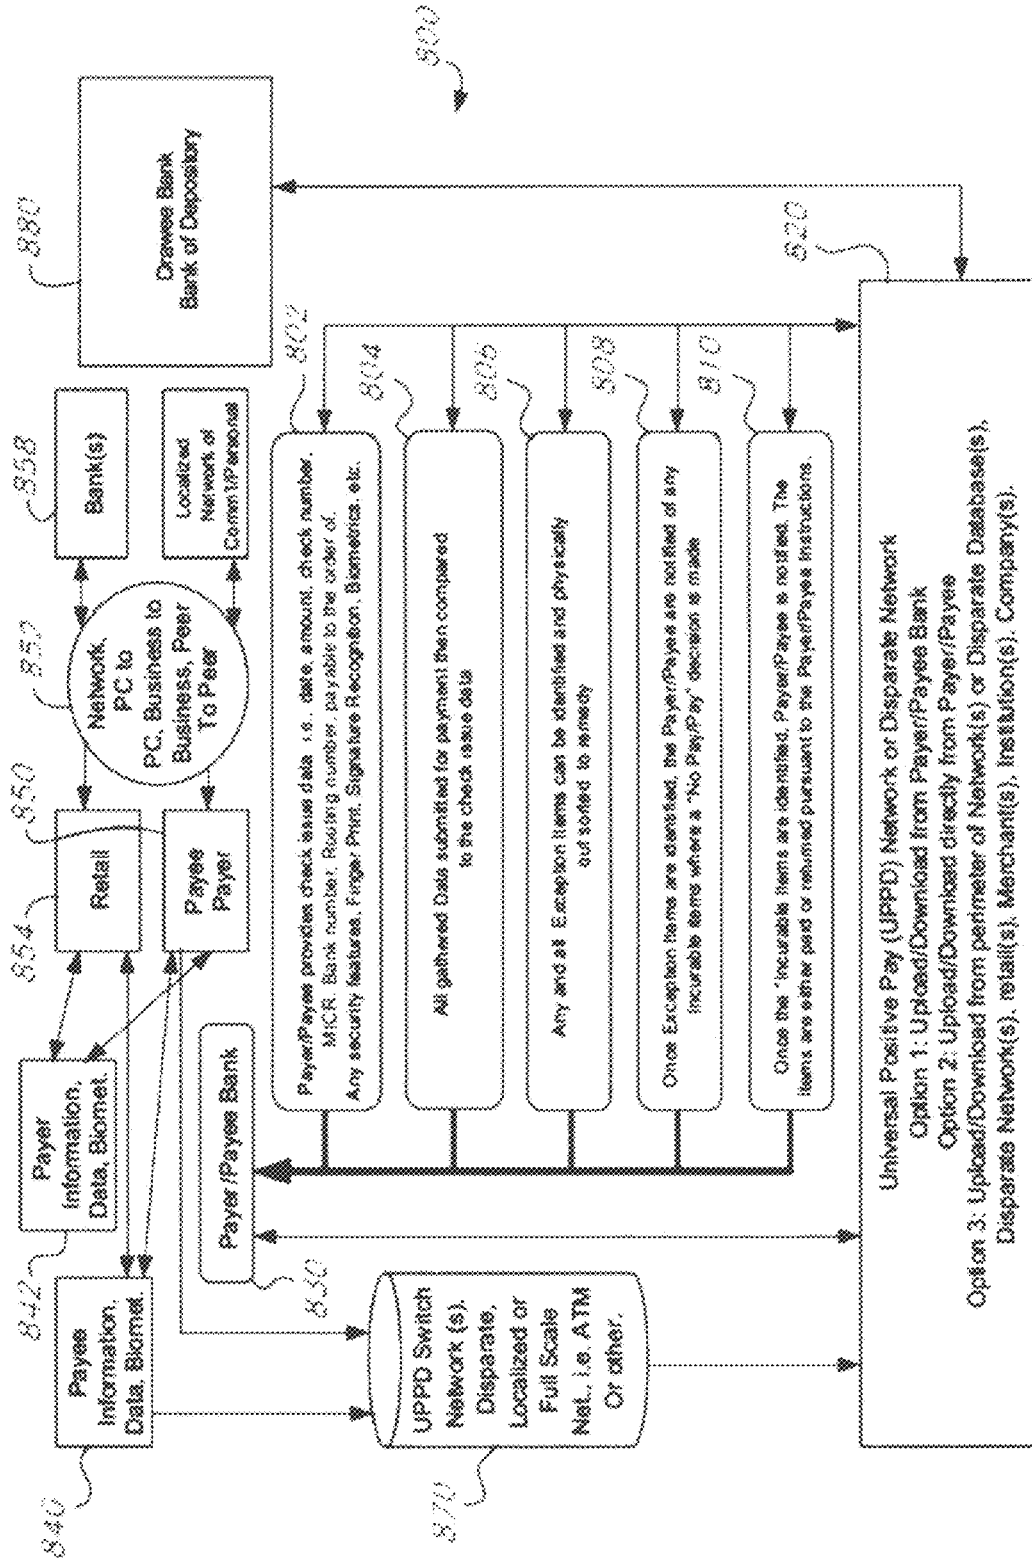 800
840
Payee
Information,
Data, Biomet.
842
Payer
Information,
Data, Biomet.
854
Retail
850
Payee
Payer
852
Network,
PC to
PC, Business to
Business, Peer
To Peer
858
Bank(s)
Localized
Network of
Comm'l/Personal
880
Drawee Bank
Bank of Depository
830
Payer/Payee Bank
802
Payer/Payee provides check issue data i.e., date, amount, check number,
MICR, Bank number, Routing number, payable to the order of,
Any security features, Finger Print, Signature Recognition, Biometrics, etc.
804
All gathered Data submitted for payment then compared
to the check issue data
806
Any and all Exception items can be identified and physically
out sorted to remedy
808
Once Exception items are identified, the Payer/Payee are notified of any
Incurable items where a "No Pay/Pay" decision is made
810
Once the "Incurable items are identified, Payer/Payee is notified. The
Items are either paid or returned pursuant to the Payer/Payee Instructions.
870
UPPD Switch
Network (s),
Disparate,
Localized or
Full Scale
Net., i.e. ATM
Or other.
820
Universal Positive Pay (UPPD) Network or Disparate Network
Option 1: Upload/Download from Payer/Payee Bank
Option 2: Upload/Download directly from Payer/Payee
Option 3: Upload/Download from perimeter of Network(s) or Disparate Database(s),
Disparate Network(s), retail(s), Merchant(s), Institution(s), Company(s).